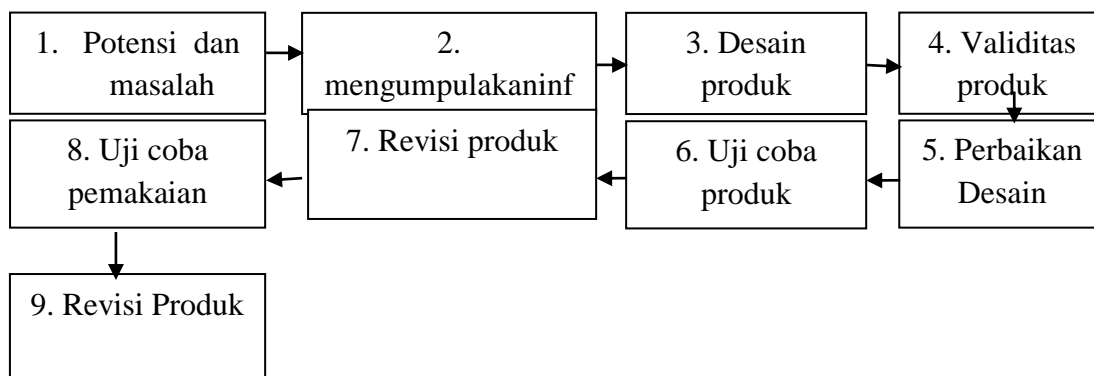 1. Potensi dan
masalah
2.
mengumpulakaninf
3. Desain
produk
4. Validitas
produk
5. Perbaikan
Desain
6. Uji coba
produk
7. Revisi produk
8. Uji coba
pemakaian
9. Revisi Produk